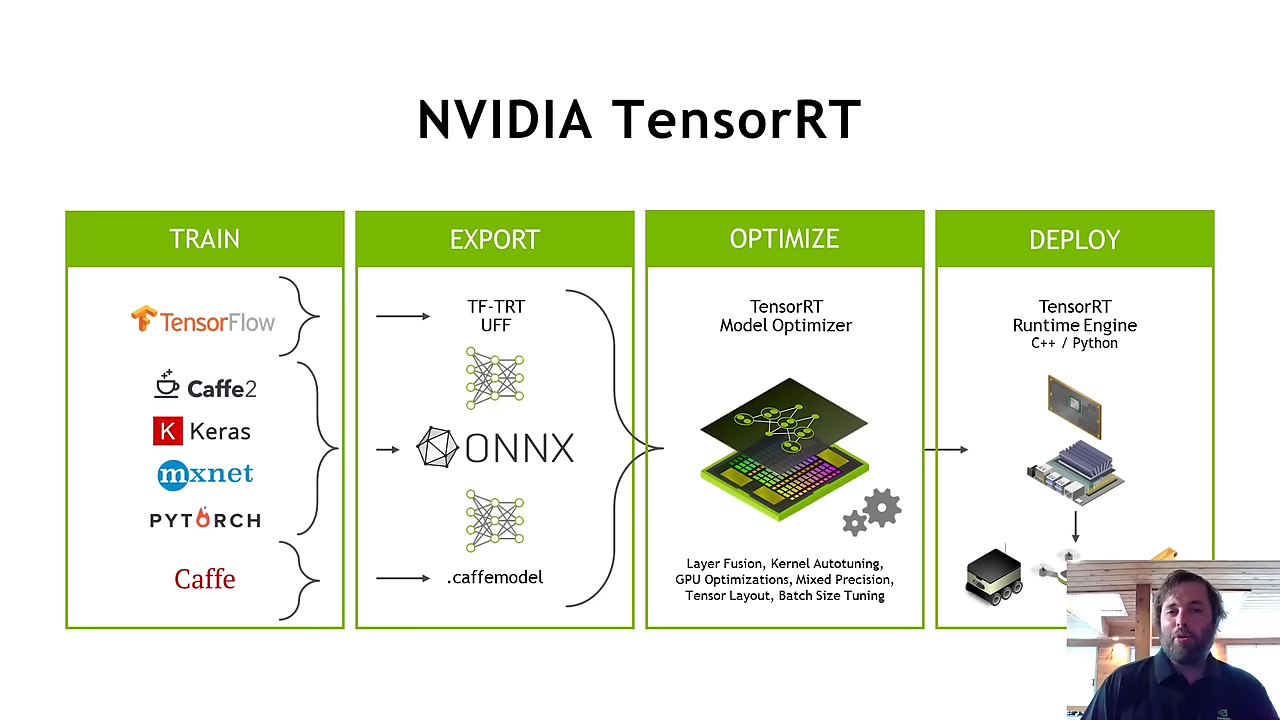 NVIDIA TensorRT
TRAIN
TensorFlow
Caffe2
K Keras
mxnet
PYTORCH
Caffe
EXPORT
TF-TRT
UFF
ONNX
.caffemodel
OPTIMIZE
TensorRT
Model Optimizer
Layer Fusion, Kernel Autotuning,
GPU Optimizations, Mixed Precision,
Tensor Layout, Batch Size Tuning
DEPLOY
TensorRT
Runtime Engine
C++ / Python